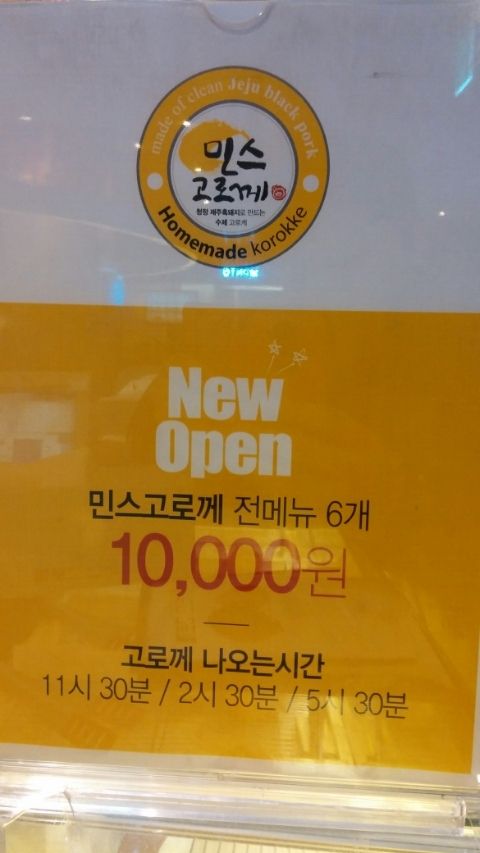 made of clean Jeju black pork
민스
고로께
청정 제주흑돼지로 만드는
수제 고로께
Homemade korokke
New
Open
민스고로께 전메뉴 6개
10,000원
고로께 나오는시간
11시 30분 / 2시 30분 / 5시 30분